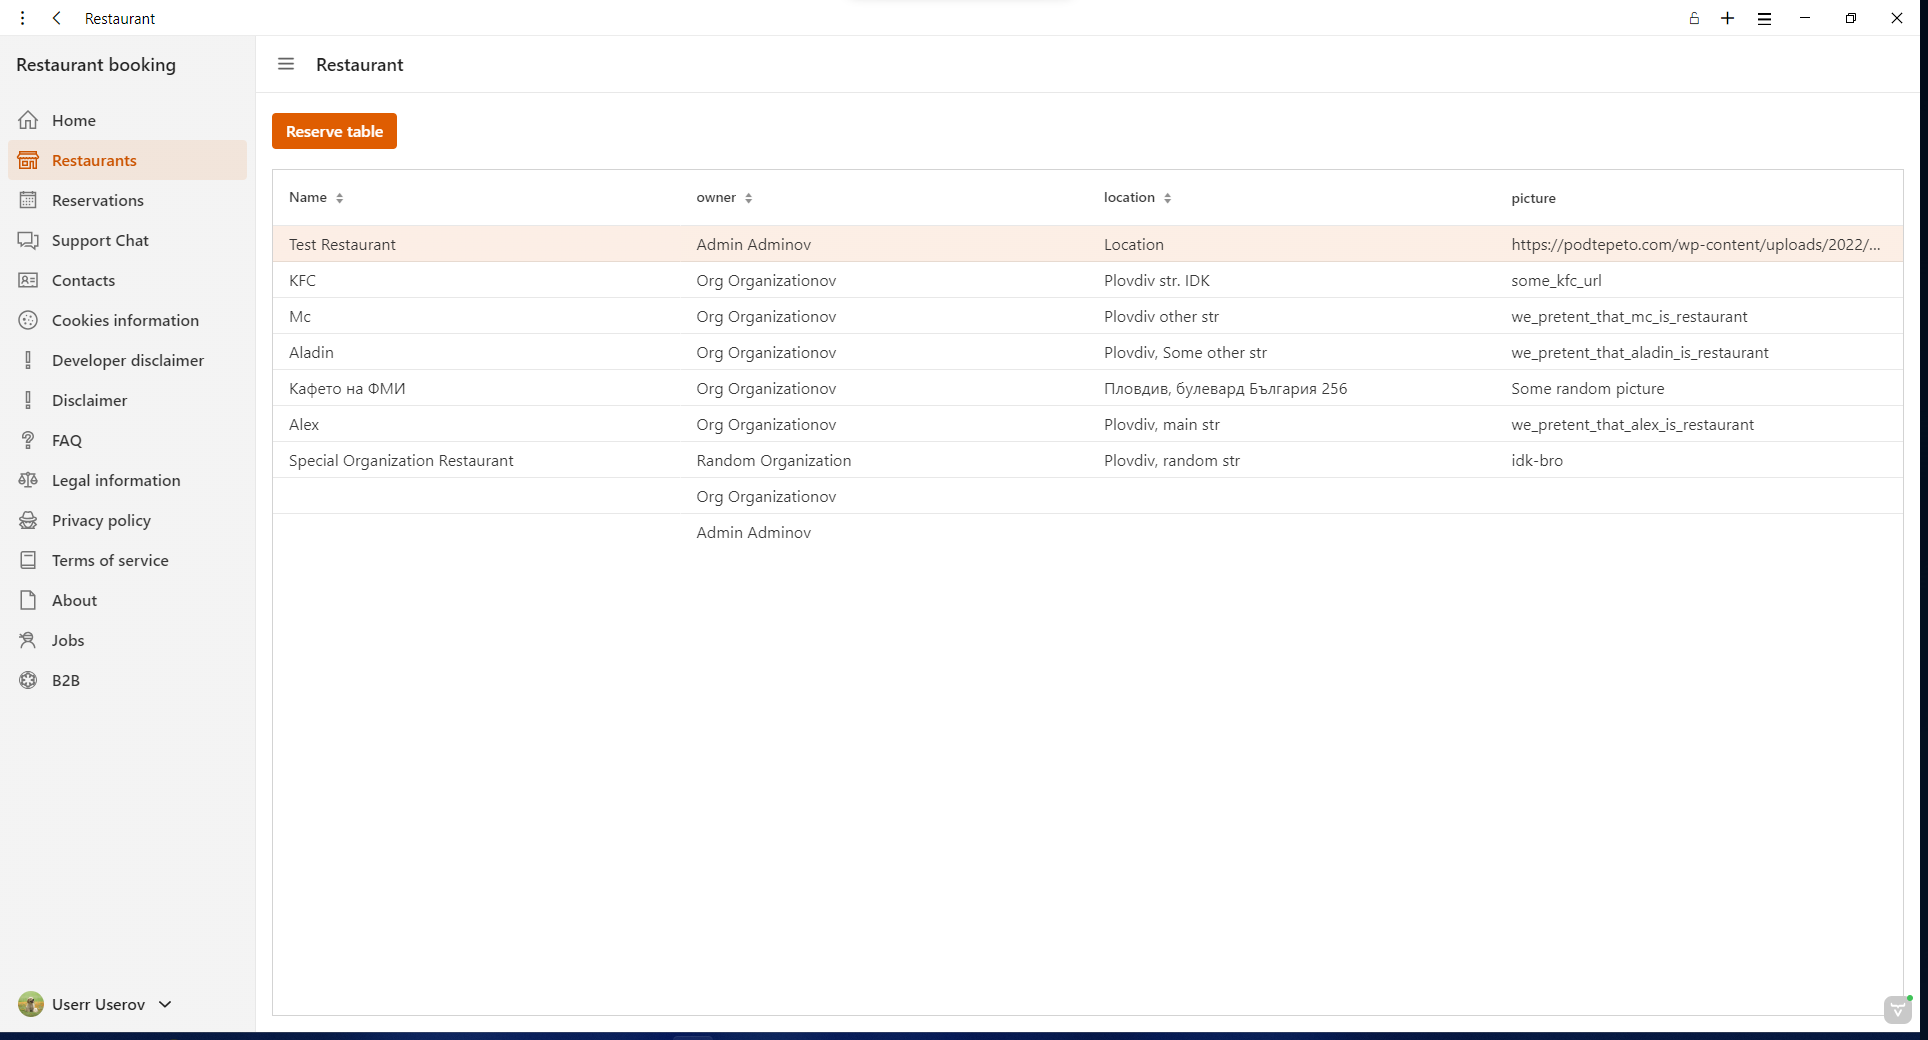 Restaurant
Restaurant booking
Restaurant
Home
Restaurants
Reservations
Support Chat
Contacts
Cookies information
Developer disclaimer
Disclaimer
FAQ
Legal information
Privacy policy
Terms of service
About
Jobs
B2B
Userr Userov
Reserve table
Name owner location picture
Test Restaurant Admin Adminov Location https://podtepeto.com/wp-content/uploads/2022/...
KFC Org Organizationov Plovdiv str. IDK some_kfc_url
Mc Org Organizationov Plovdiv other str we_pretent_that_mc_is_restaurant
Aladin Org Organizationov Plovdiv, Some other str we_pretent_that_aladin_is_restaurant
Кафето на ФМИ Org Organizationov Пловдив, булевард България 256 Some random picture
Alex Org Organizationov Plovdiv, main str we_pretent_that_alex_is_restaurant
Special Organization Restaurant Random Organization Plovdiv, random str idk-bro
Org Organizationov
Admin Adminov